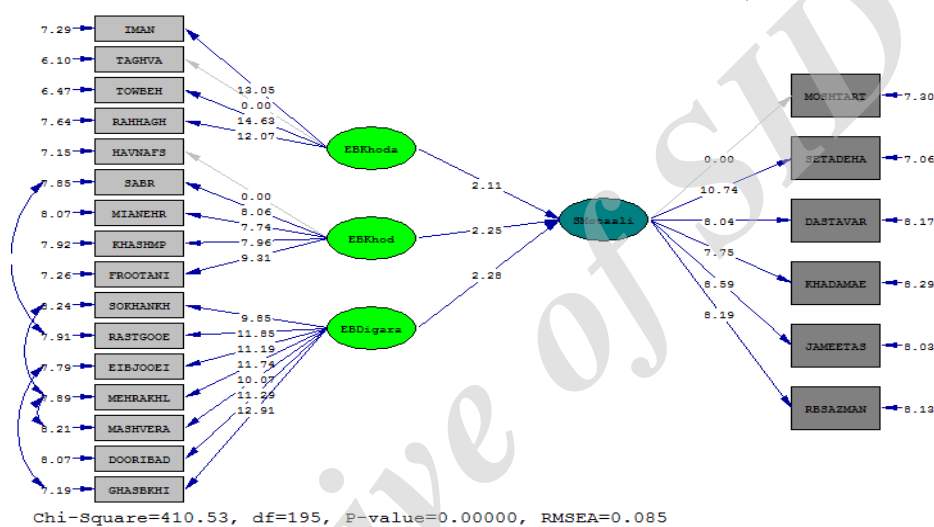 7.29 IMAN
6.10 TAGHVA
6.47 TOWBEH
7.64 RAHHAGH
7.15 HAVNAFS
7.85 SABR
8.07 MIANEHR
7.92 KHASHMP
7.26 FROOTANI
8.24 SOKHANKH
7.91 RASTGOOE
7.79 EIBJOOEI
7.89 MEHRAKHL
8.21 MASHVERA
8.07 DOORIBAD
7.19 GHASBKHI
13.05
0.00
14.63
12.07
0.00
8.06
7.74
7.96
9.31
9.85
11.85
11.19
11.74
10.07
11.29
12.91
EBKhoda
EBKhod
EBDigara
2.11
2.25
2.28
SMotaali
0.00
10.74
8.04
7.75
8.59
8.19
MOSHTART 7.30
SETADEHA 7.06
DASTAVAR 8.17
KHADAMAE 8.29
JAMEETAS 8.03
RBSAZMAN 8.13
Chi-Square=410.53, df=195, P-value=0.00000, RMSEA=0.085
ive of SID